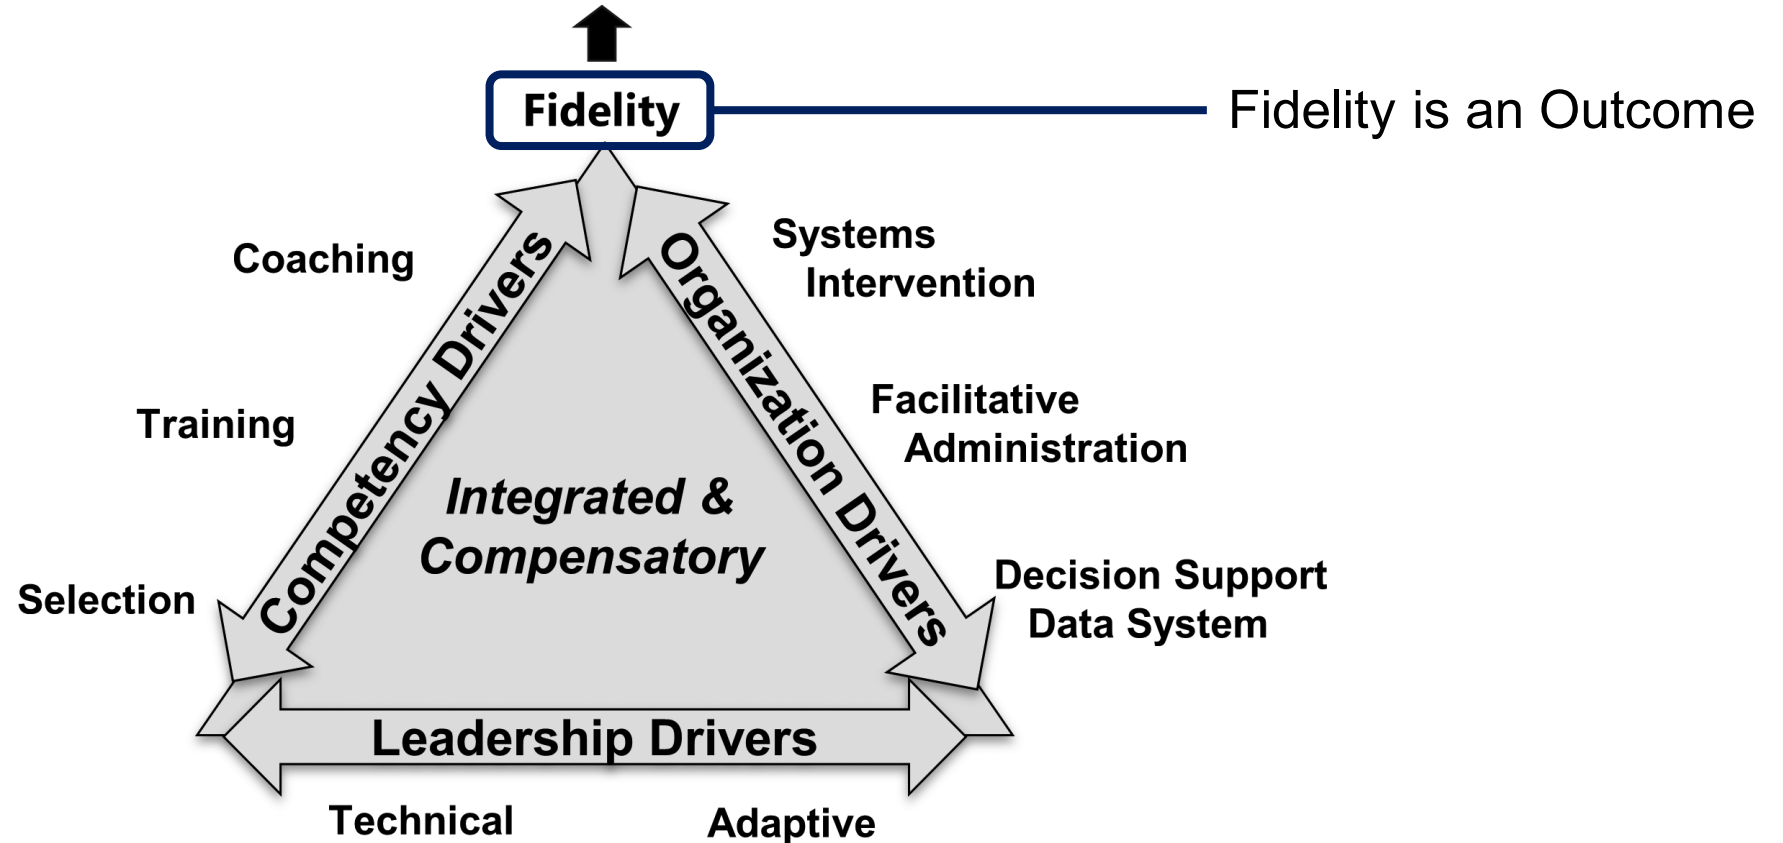 Fidelity
Fidelity is an Outcome
Coaching
Training
Selection
Competency Drivers
Integrated &
Compensatory
Organization Drivers
Systems
Intervention
Facilitative
Administration
Decision Support
Data System
Leadership Drivers
Technical
Adaptive